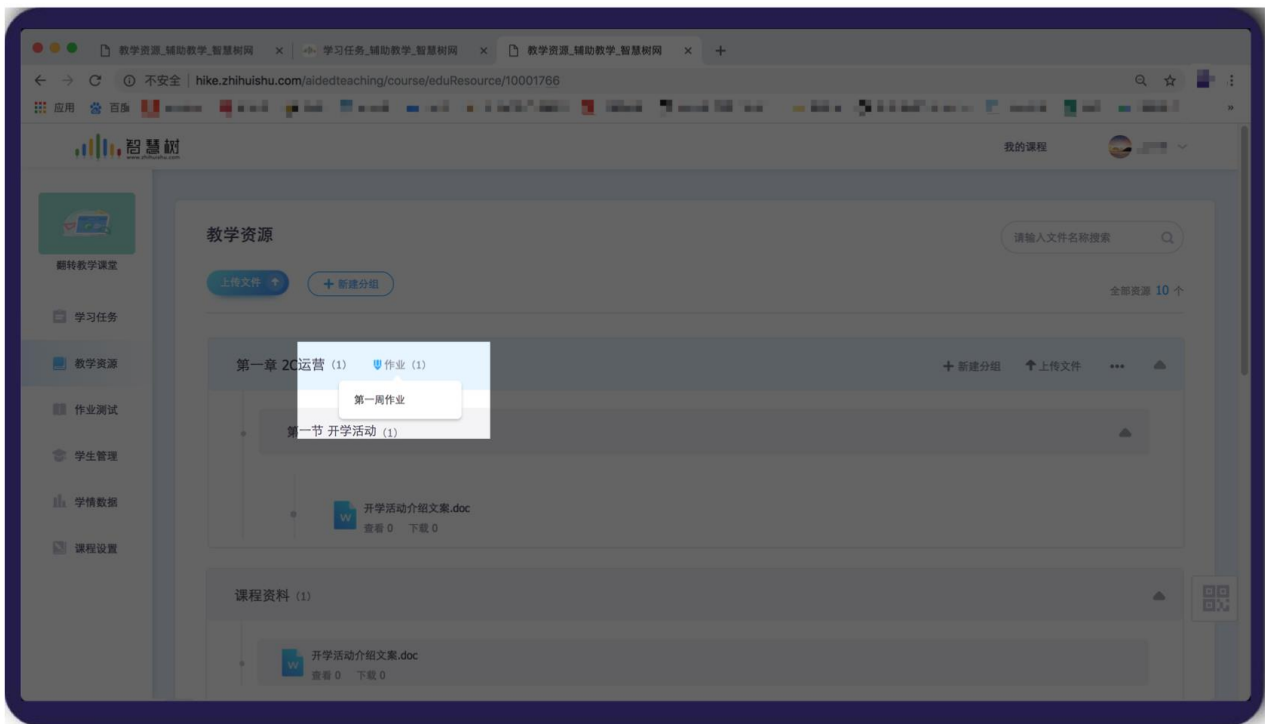 教学资源_辅助教学_智慧树网 × 学习任务_辅助教学_智慧树网 × 教学资源_辅助教学_智慧树网 × +
不安全 | hike.zhihuishu.com/aidedteaching/course/eduResource/10001766
应用 百度
智慧树 我的课程
www.zhihuishu.com
翻转教学课堂
学习任务
教学资源
作业测试
学生管理
学情数据
课程设置
教学资源 请输入文件名称搜索
上传文件 + 新建分组
全部资源 10 个
第一章 2C运营 (1) 作业 (1) + 新建分组 上传文件 •••
第一周作业
第一节 开学活动 (1)
开学活动介绍文案.doc
查看 0 下载 0
课程资料 (1)
开学活动介绍文案.doc
查看 0 下载 0